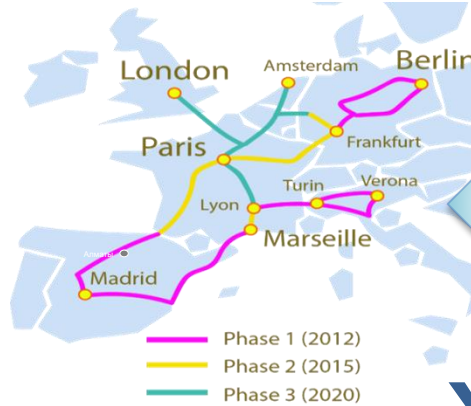 London
Amsterdam
Berlin
Paris
Frankfurt
Turin
Verona
Lyon
Marseille
Madrid
Phase 1 (2012)
Phase 2 (2015)
Phase 3 (2020)